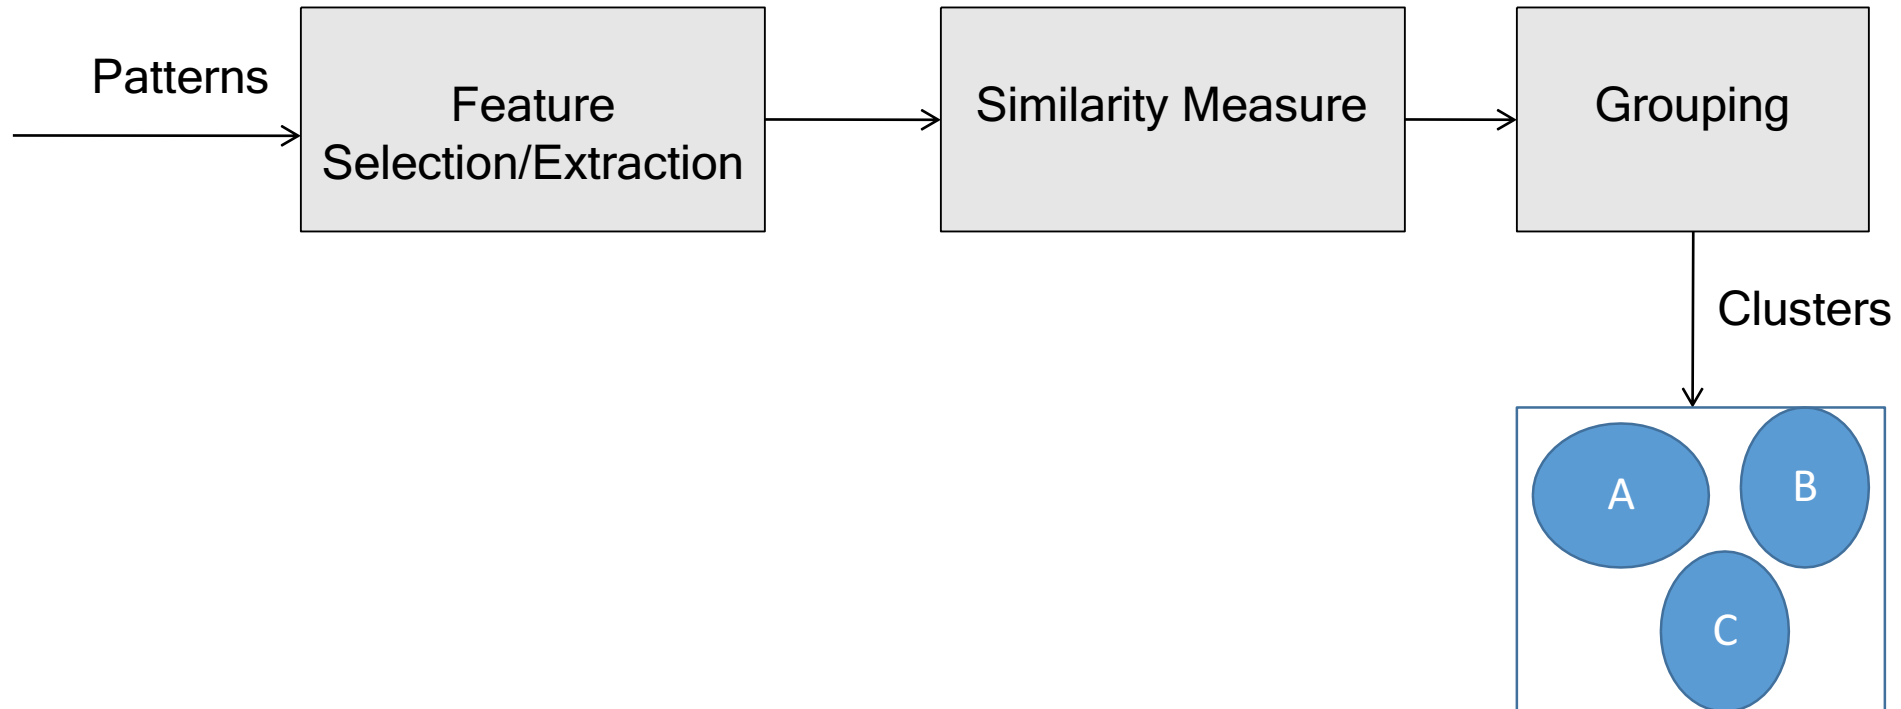 Patterns
Feature
Selection/Extraction
Similarity Measure
Grouping
Clusters
A
B
C